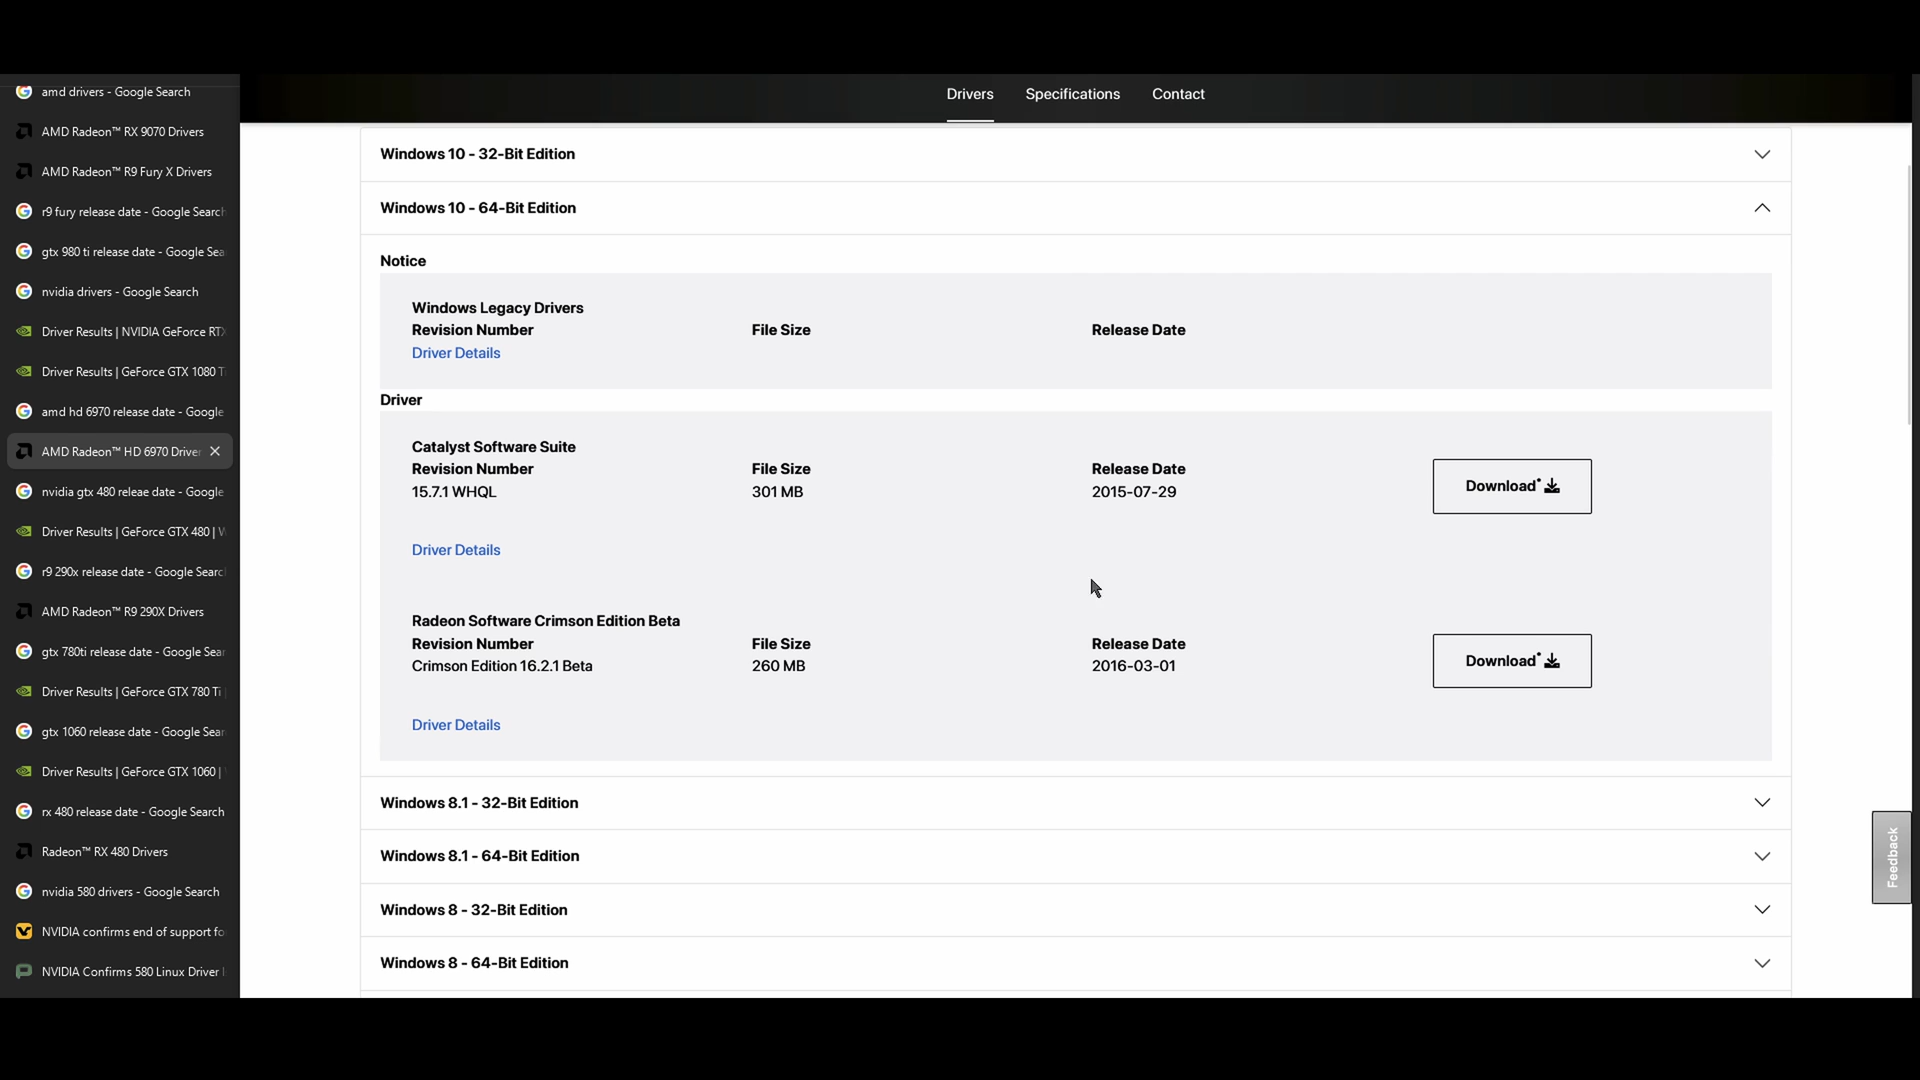 amd drivers - Google Search
AMD Radeon™ RX 9070 Drivers
AMD Radeon™ R9 Fury X Drivers
r9 fury release date - Google Search
gtx 980 ti release date - Google Sea
nvidia drivers - Google Search
Driver Results | NVIDIA GeForce RTX
Driver Results | GeForce GTX 1080 Ti
amd hd 6970 release date - Google
AMD Radeon™ HD 6970 Driver
nvidia gtx 480 releae date - Google
Driver Results | GeForce GTX 480 | W
r9 290x release date - Google Searc
AMD Radeon™ R9 290X Drivers
gtx 780ti release date - Google Sear
Driver Results | GeForce GTX 780 Ti |
gtx 1060 release date - Google Sear
Driver Results | GeForce GTX 1060 |
rx 480 release date - Google Search
Radeon™ RX 480 Drivers
nvidia 580 drivers - Google Search
NVIDIA confirms end of support fo
NVIDIA Confirms 580 Linux Driver
Drivers Specifications Contact
Windows 10 - 32-Bit Edition
Windows 10 - 64-Bit Edition
Notice
Windows Legacy Drivers
Revision Number File Size Release Date
Driver Details
Driver
Catalyst Software Suite
Revision Number File Size Release Date
15.7.1 WHQL 301 MB 2015-07-29
Download*
Driver Details
Radeon Software Crimson Edition Beta
Revision Number File Size Release Date
Crimson Edition 16.2.1 Beta 260 MB 2016-03-01
Download*
Driver Details
Windows 8.1 - 32-Bit Edition
Windows 8.1 - 64-Bit Edition
Windows 8 - 32-Bit Edition
Windows 8 - 64-Bit Edition
Feedback